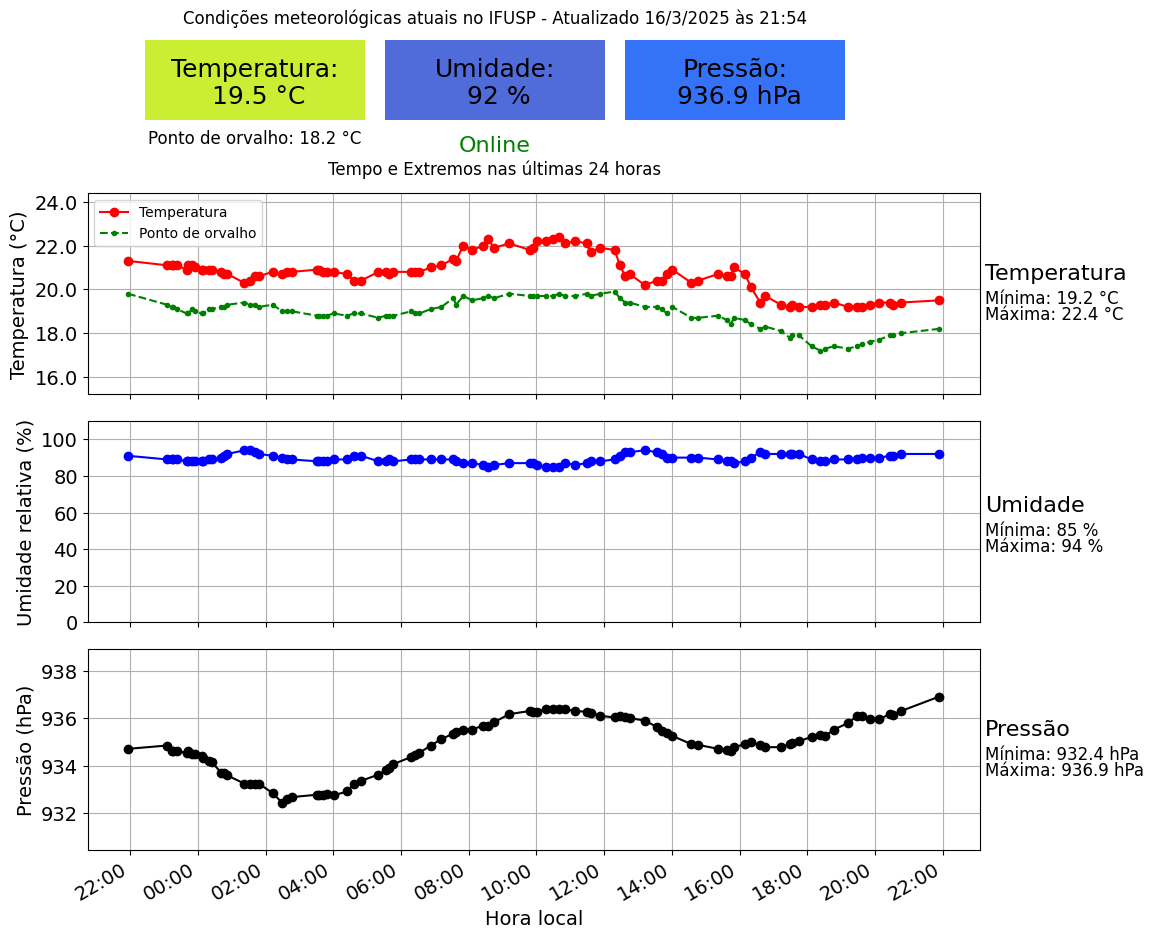 Condições meteorológicas atuais no IFUSP - Atualizado 16/3/2025 às 21:54
Temperatura:
19.5 °C
Umidade:
92 %
Pressão:
936.9 hPa
Ponto de orvalho: 18.2 °C
Online
Tempo e Extremos nas últimas 24 horas
Temperatura (°C)
24.0
22.0
20.0
18.0
16.0
Temperatura
Ponto de orvalho
Temperatura
Mínima: 19.2 °C
Máxima: 22.4 °C
Umidade relativa (%)
100
80
60
40
20
0
Umidade
Mínima: 85 %
Máxima: 94 %
Pressão (hPa)
938
936
934
932
Pressão
Mínima: 932.4 hPa
Máxima: 936.9 hPa
22:00 00:00 02:00 04:00 06:00 08:00 10:00 12:00 14:00 16:00 18:00 20:00 22:00
Hora local